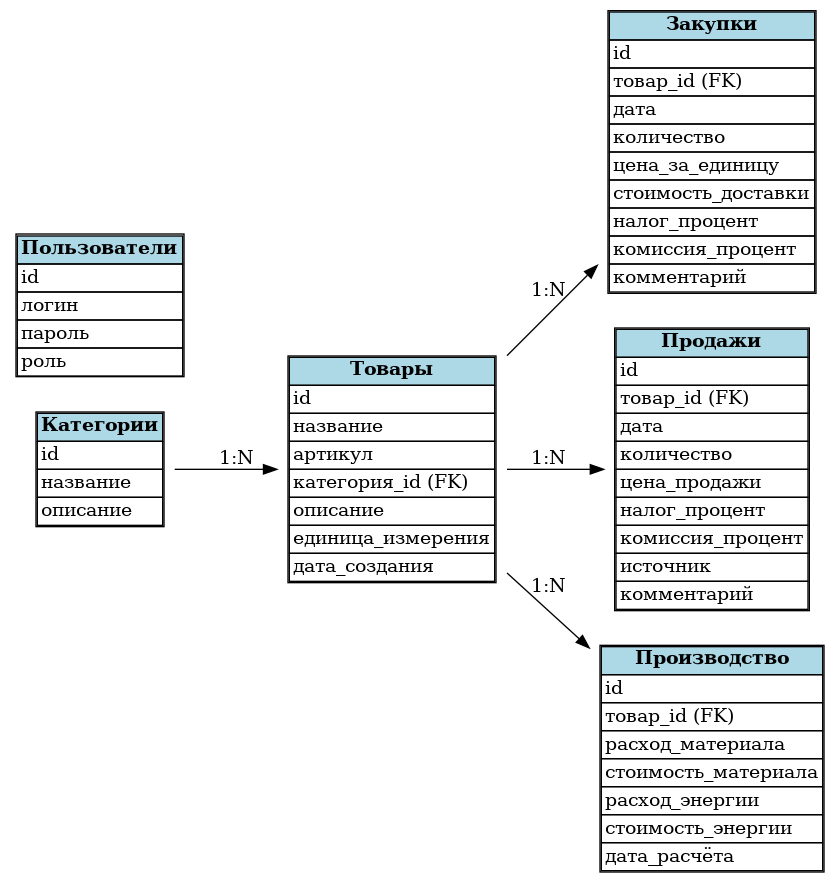 Пользователи
id
логин
пароль
роль
Категории
id
название
описание
1:N
Товары
id
название
артикул
категория_id (FK)
описание
единица_измерения
дата_создания
1:N
1:N
1:N
Закупки
id
товар_id (FK)
дата
количество
цена_за_единицу
стоимость_доставки
налог_процент
комиссия_процент
комментарий
Продажи
id
товар_id (FK)
дата
количество
цена_продажи
налог_процент
комиссия_процент
источник
комментарий
Производство
id
товар_id (FK)
расход_материала
стоимость_материала
расход_энергии
стоимость_энергии
дата_расчёта